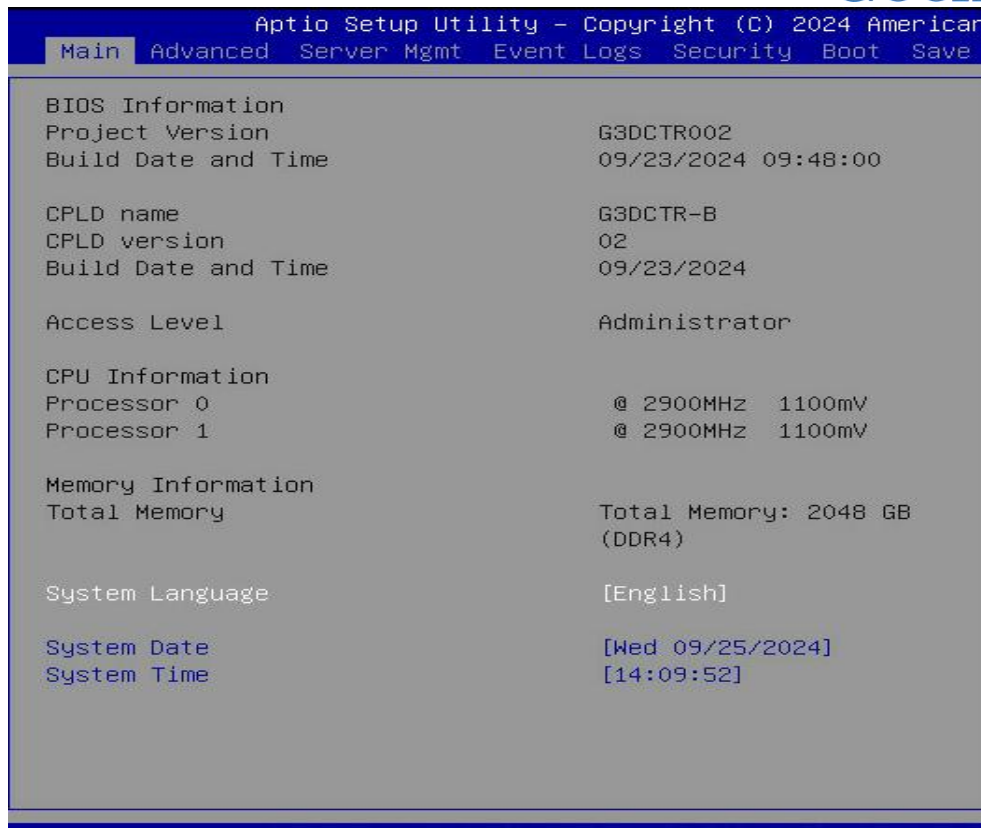 Aptio Setup Utility – Copyright (C) 2024 American
Main Advanced Server Mgmt Event Logs Security Boot Save
BIOS Information
Project Version G3DCTR002
Build Date and Time 09/23/2024 09:48:00
CPLD name G3DCTR-B
CPLD version 02
Build Date and Time 09/23/2024
Access Level Administrator
CPU Information
Processor 0 @ 2900MHz 1100mV
Processor 1 @ 2900MHz 1100mV
Memory Information
Total Memory Total Memory: 2048 GB
(DDR4)
System Language [English]
System Date [Wed 09/25/2024]
System Time [14:09:52]